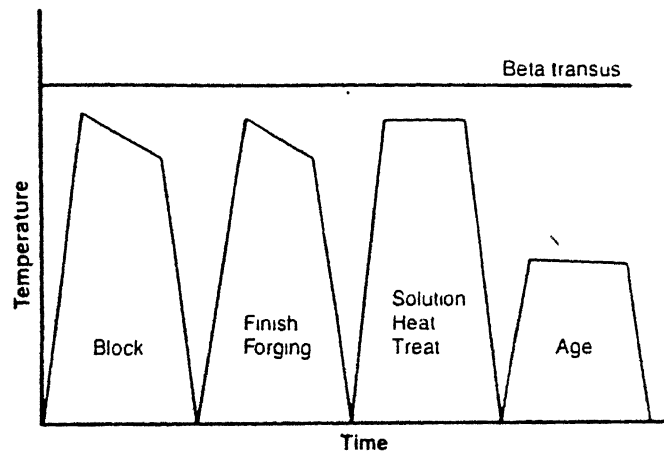 Beta transus
Temperature
Block
Finish
Forging
Solution
Heat
Treat
Age
Time